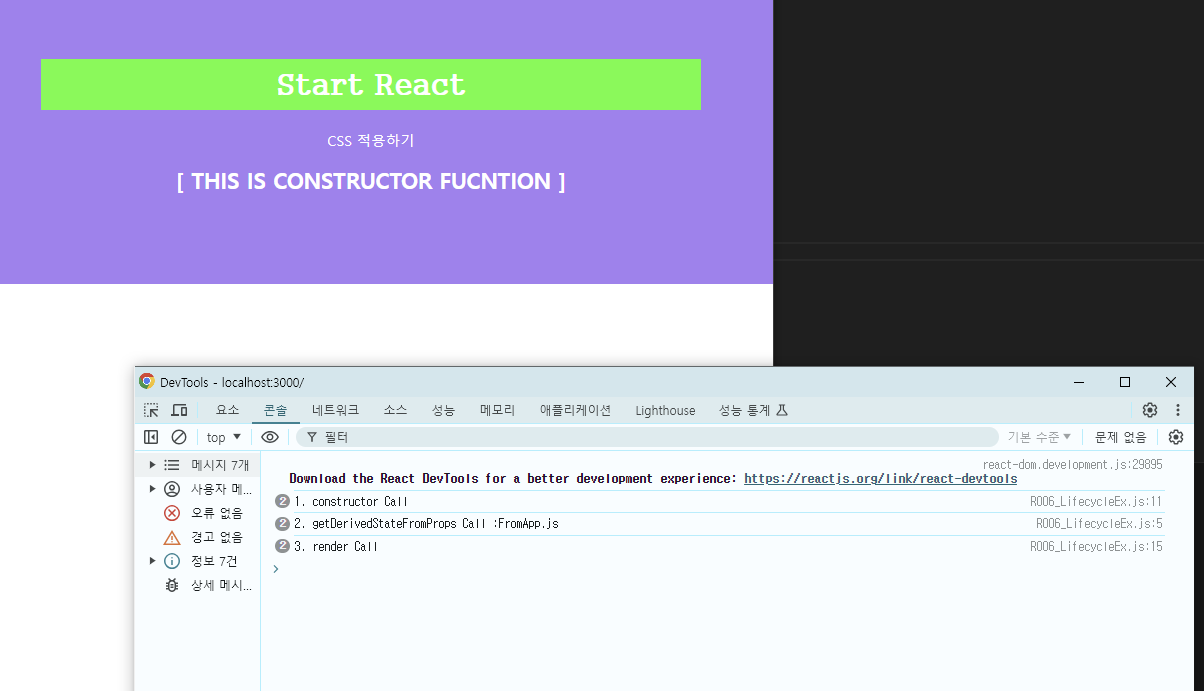 Start React
CSS 적용하기
[ THIS IS CONSTRUCTOR FUCNTION ]
DevTools - localhost:3000/
요소 콘솔 네트워크 소스 성능 메모리 애플리케이션 Lighthouse 성능 통계
top 필터 기본 수준 문제 없음
메시지 7개
사용자 메...
오류 없음
경고 없음
정보 7건
상세 메시...
react-dom.development.js:29895
Download the React DevTools for a better development experience: https://reactjs.org/link/react-devtools
2 1. constructor Call R006_LifecycleEx.js:11
2 2. getDerivedStateFromProps Call :FromApp.js R006_LifecycleEx.js:5
2 3. render Call R006_LifecycleEx.js:15